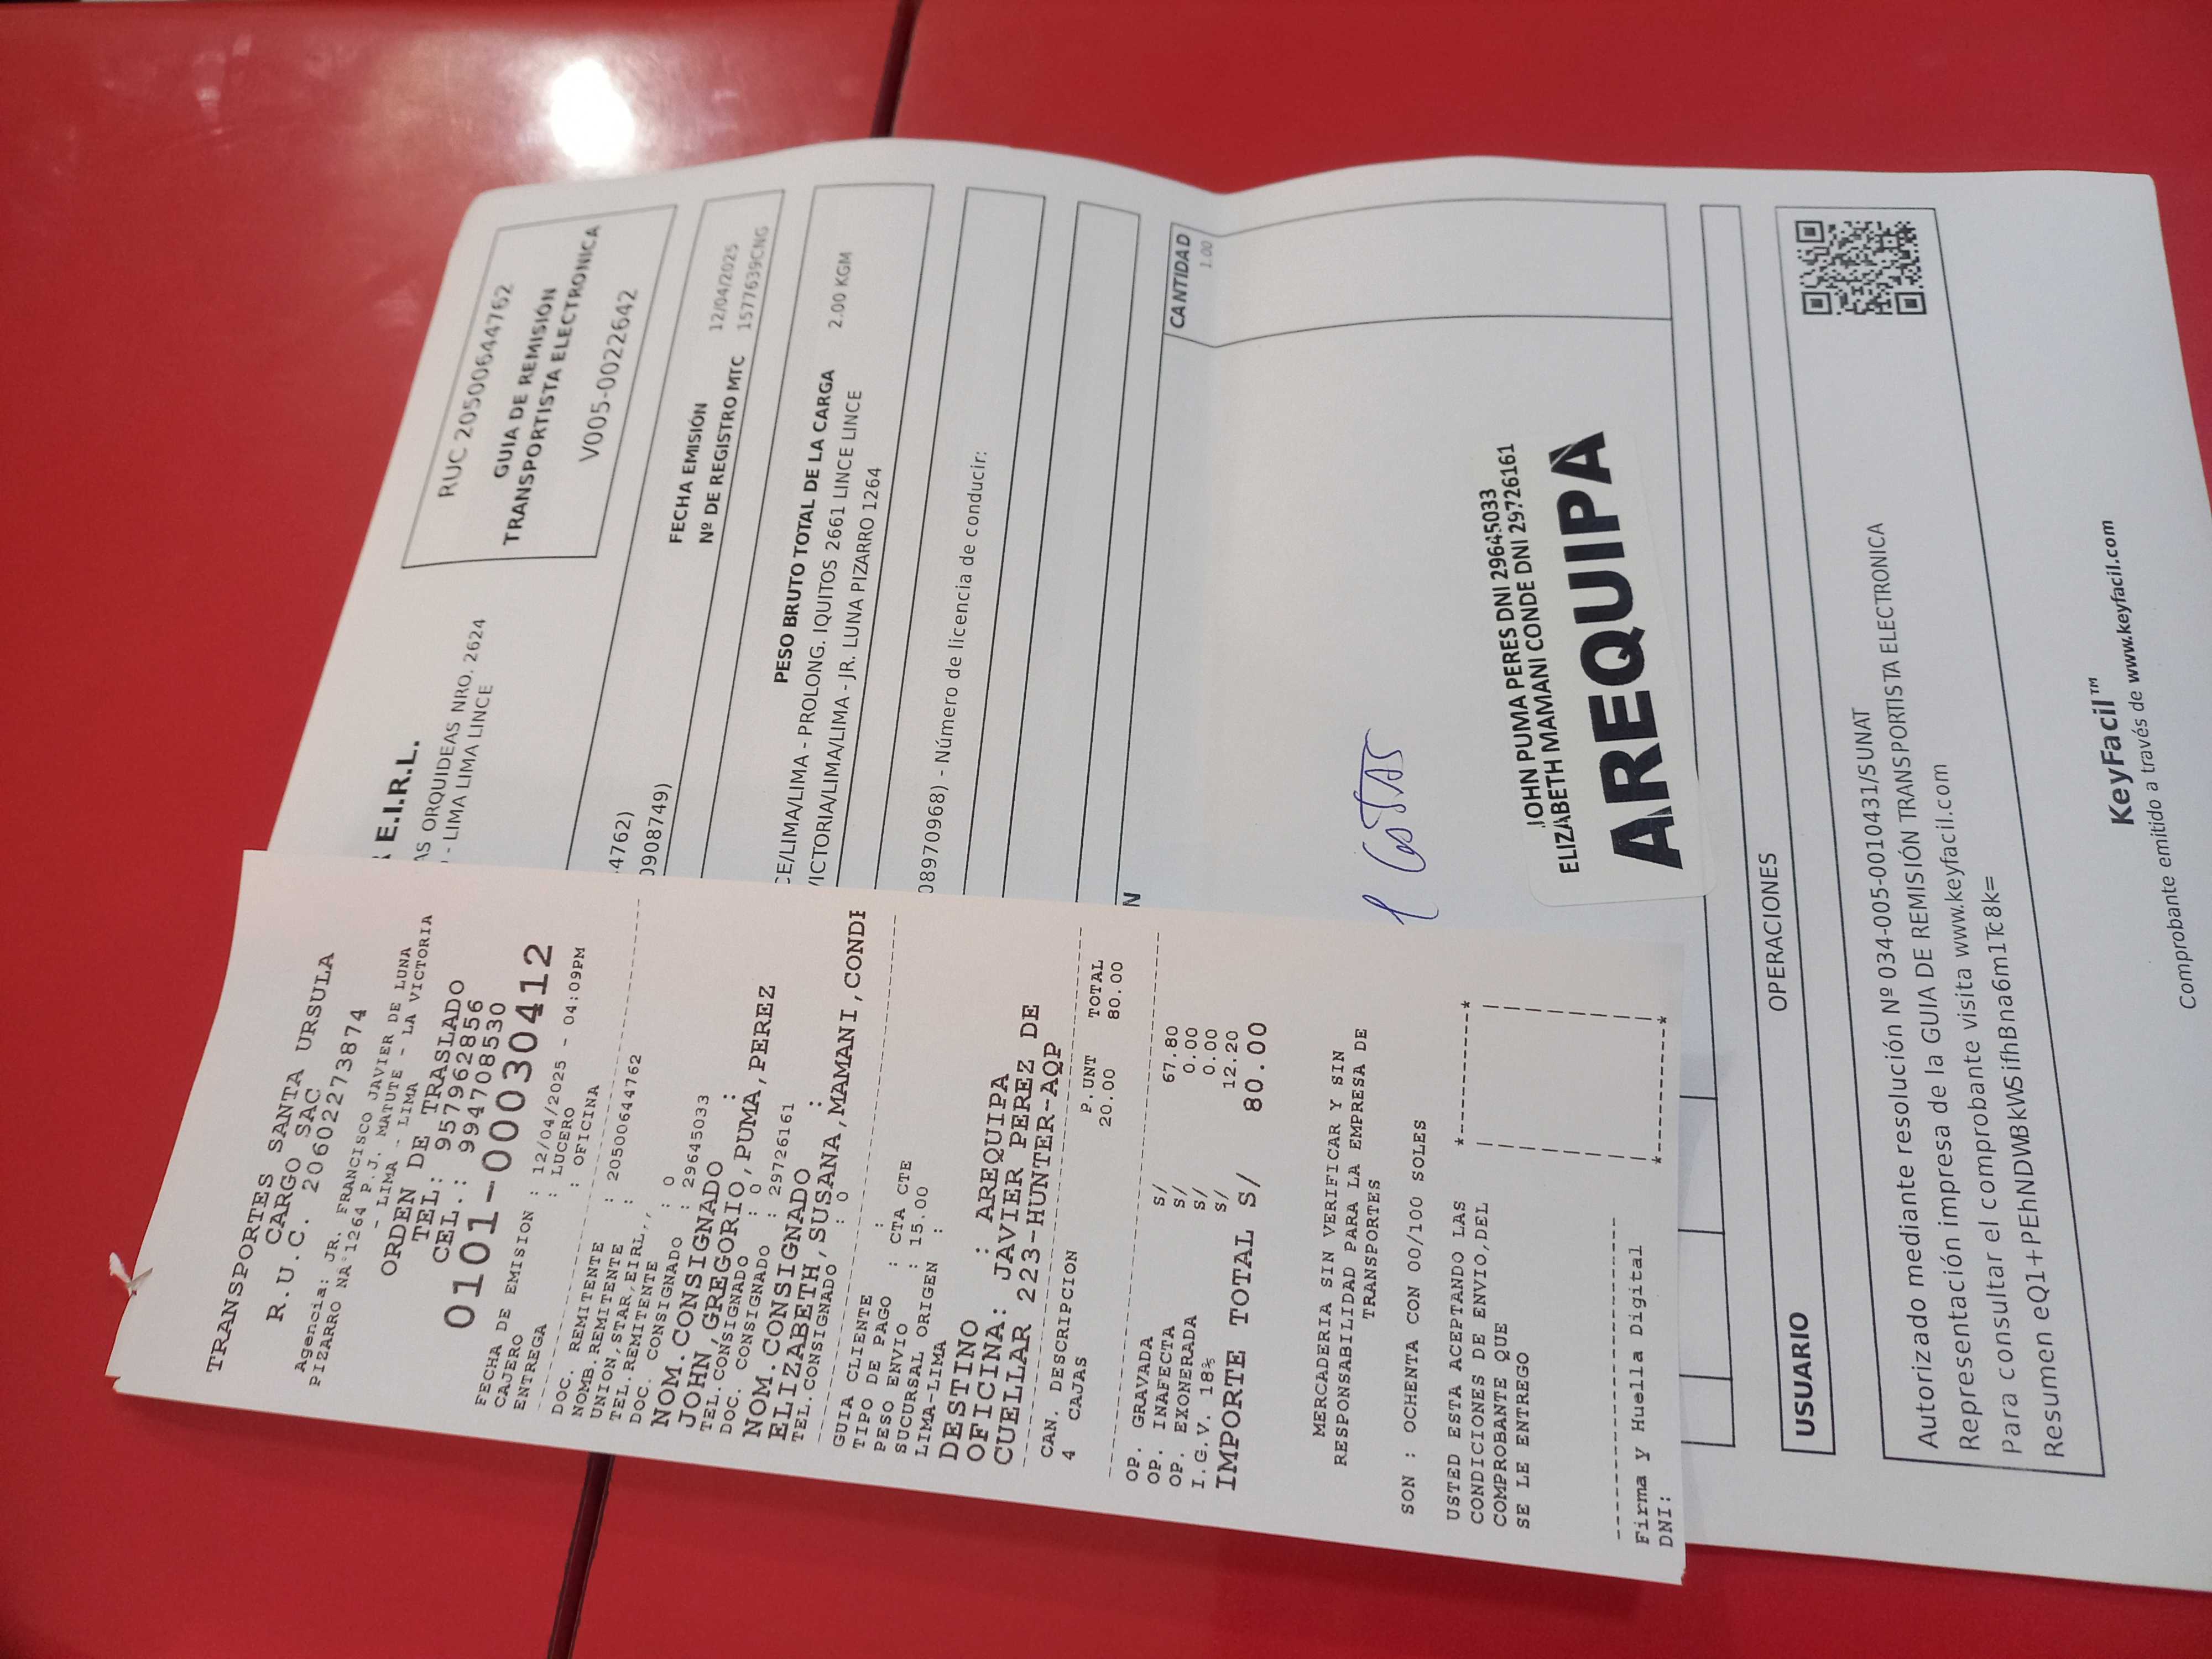 TRANSPORTES SANTA URSULA
CARGO SAC
R.U.C. 20602273874
Agencia: JR. FRANCISCO JAVIER DE LUNA
PIZARRO NA°1264 P.J. MATUTE - LA VICTORIA
- LIMA - LIMA
ORDEN DE TRASLADO
TEL: 957962856
CEL.: 994708530
0101-00030412
FECHA DE EMISION : 12/04/2025 - 04:09PM
CAJERO : LUCERO
ENTREGA : OFICINA
DOC. REMITENTE : 20500644762
NOMB.REMITENTE :
UNION,STAR,EIRL,,
TEL.REMITENTE : 0
DOC. CONSIGNADO : 29645033
NOM.CONSIGNADO :
JOHN,GREGORIO,PUMA,PEREZ
TEL.CONSIGNADO : 0
DOC. CONSIGNADO : 29726161
NOM.CONSIGNADO :
ELIZABETH,SUSANA,MAMANI,CONDE
TEL.CONSIGNADO : 0
GUIA CLIENTE :
TIPO DE PAGO : CTA CTE
PESO ENVIO : 15.00
SUCURSAL ORIGEN :
LIMA-LIMA
DESTINO : AREQUIPA
OFICINA: JAVIER PEREZ DE
CUELLAR 223-HUNTER-AQP
CAN. DESCRIPCION P.UNT TOTAL
4 CAJAS 20.00 80.00
OP. GRAVADA S/ 67.80
OP. INAFECTA S/ 0.00
OP. EXONERADA S/ 0.00
I.G.V. 18% S/ 12.20
IMPORTE TOTAL S/ 80.00
MERCADERIA SIN VERIFICAR Y SIN
RESPONSABILIDAD PARA LA EMPRESA DE
TRANSPORTES
SON : OCHENTA CON 00/100 SOLES
USTED ESTA ACEPTANDO LAS
CONDICIONES DE ENVIO,DEL
COMPROBANTE QUE
SE LE ENTREGO
Firma y Huella Digital
DNI:
E.I.R.L.
AS ORQUIDEAS NRO. 2624
- LIMA LIMA LINCE
RUC 20500644762
GUIA DE REMISIÓN
TRANSPORTISTA ELECTRONICA
V005-0022642
44762)
0908749)
FECHA EMISIÓN 12/04/2025
Nº DE REGISTRO MTC 1577639CNG
PESO BRUTO TOTAL DE LA CARGA 2.00 KGM
CE/LIMA/LIMA - PROLONG. IQUITOS 2661 LINCE LINCE
VICTORIA/LIMA/LIMA - JR. LUNA PIZARRO 1264
08970968) - Número de licencia de conducir:
N
CANTIDAD
1.00
JOHN PUMA PERES DNI 29645033
ELIZABETH MAMANI CONDE DNI 29726161
AREQUIPA
USUARIO OPERACIONES
Autorizado mediante resolución Nº 034-005-0010431/SUNAT
Representación impresa de la GUIA DE REMISIÓN TRANSPORTISTA ELECTRONICA
Para consultar el comprobante visita www.keyfacil.com
Resumen eQ1+PEhNDWBkWSifhBna6m1Tc8k=
KeyFacil™
Comprobante emitido a través de www.keyfacil.com